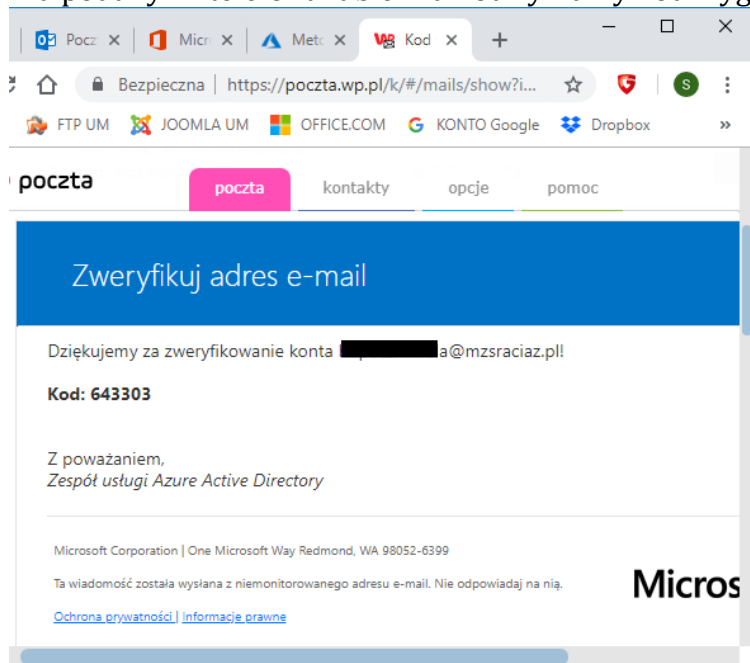 Pocz
Micr
Meto
Kod
Bezpieczna | https://poczta.wp.pl/k/#/mails/show?i...
S
FTP UM
JOOMLA UM
OFFICE.COM
KONTO Google
Dropbox
»
poczta
poczta
kontakty
opcje
pomoc
Zweryfikuj adres e-mail
Dziękujemy za zweryfikowanie konta a@mzsraciaz.pl!
Kod: 643303
Z poważaniem,
Zespół usługi Azure Active Directory
Microsoft Corporation | One Microsoft Way Redmond, WA 98052-6399
Ta wiadomość została wysłana z niemonitorowanego adresu e-mail. Nie odpowiadaj na nią.
Micros
Ochrona prywatności | Informacje prawne